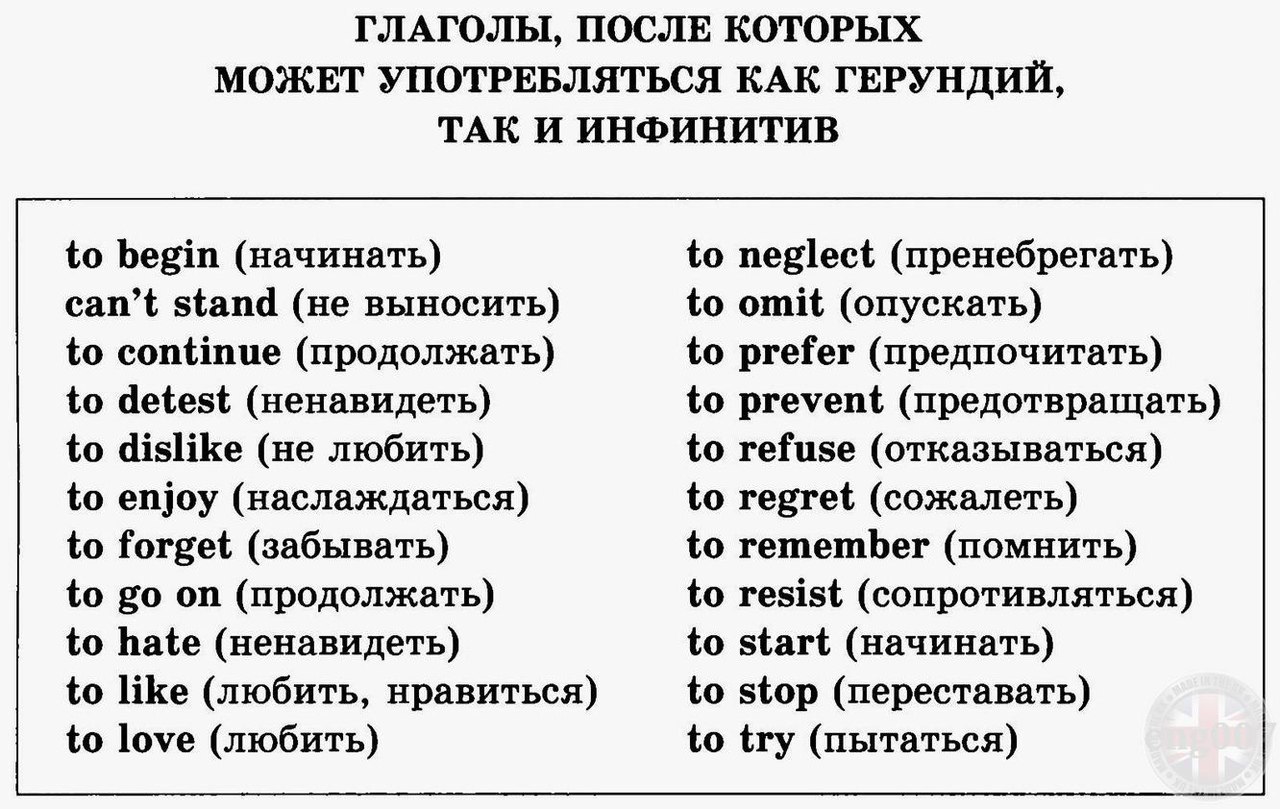 ГЛАГОЛЫ, ПОСЛЕ КОТОРЫХ
МОЖЕТ УПОТРЕБЛЯТЬСЯ КАК ГЕРУНДИЙ,
ТАК И ИНФИНИТИВ
to begin (начинать)
can't stand (не выносить)
to continue (продолжать)
to detest (ненавидеть)
to dislike (не любить)
to enjoy (наслаждаться)
to forget (забывать)
to go on (продолжать)
to hate (ненавидеть)
to like (любить, нравиться)
to love (любить)
to neglect (пренебрегать)
to omit (опускать)
to prefer (предпочитать)
to prevent (предотвращать)
to refuse (отказываться)
to regret (сожалеть)
to remember (помнить)
to resist (сопротивляться)
to start (начинать)
to stop (переставать)
to try (пытаться)